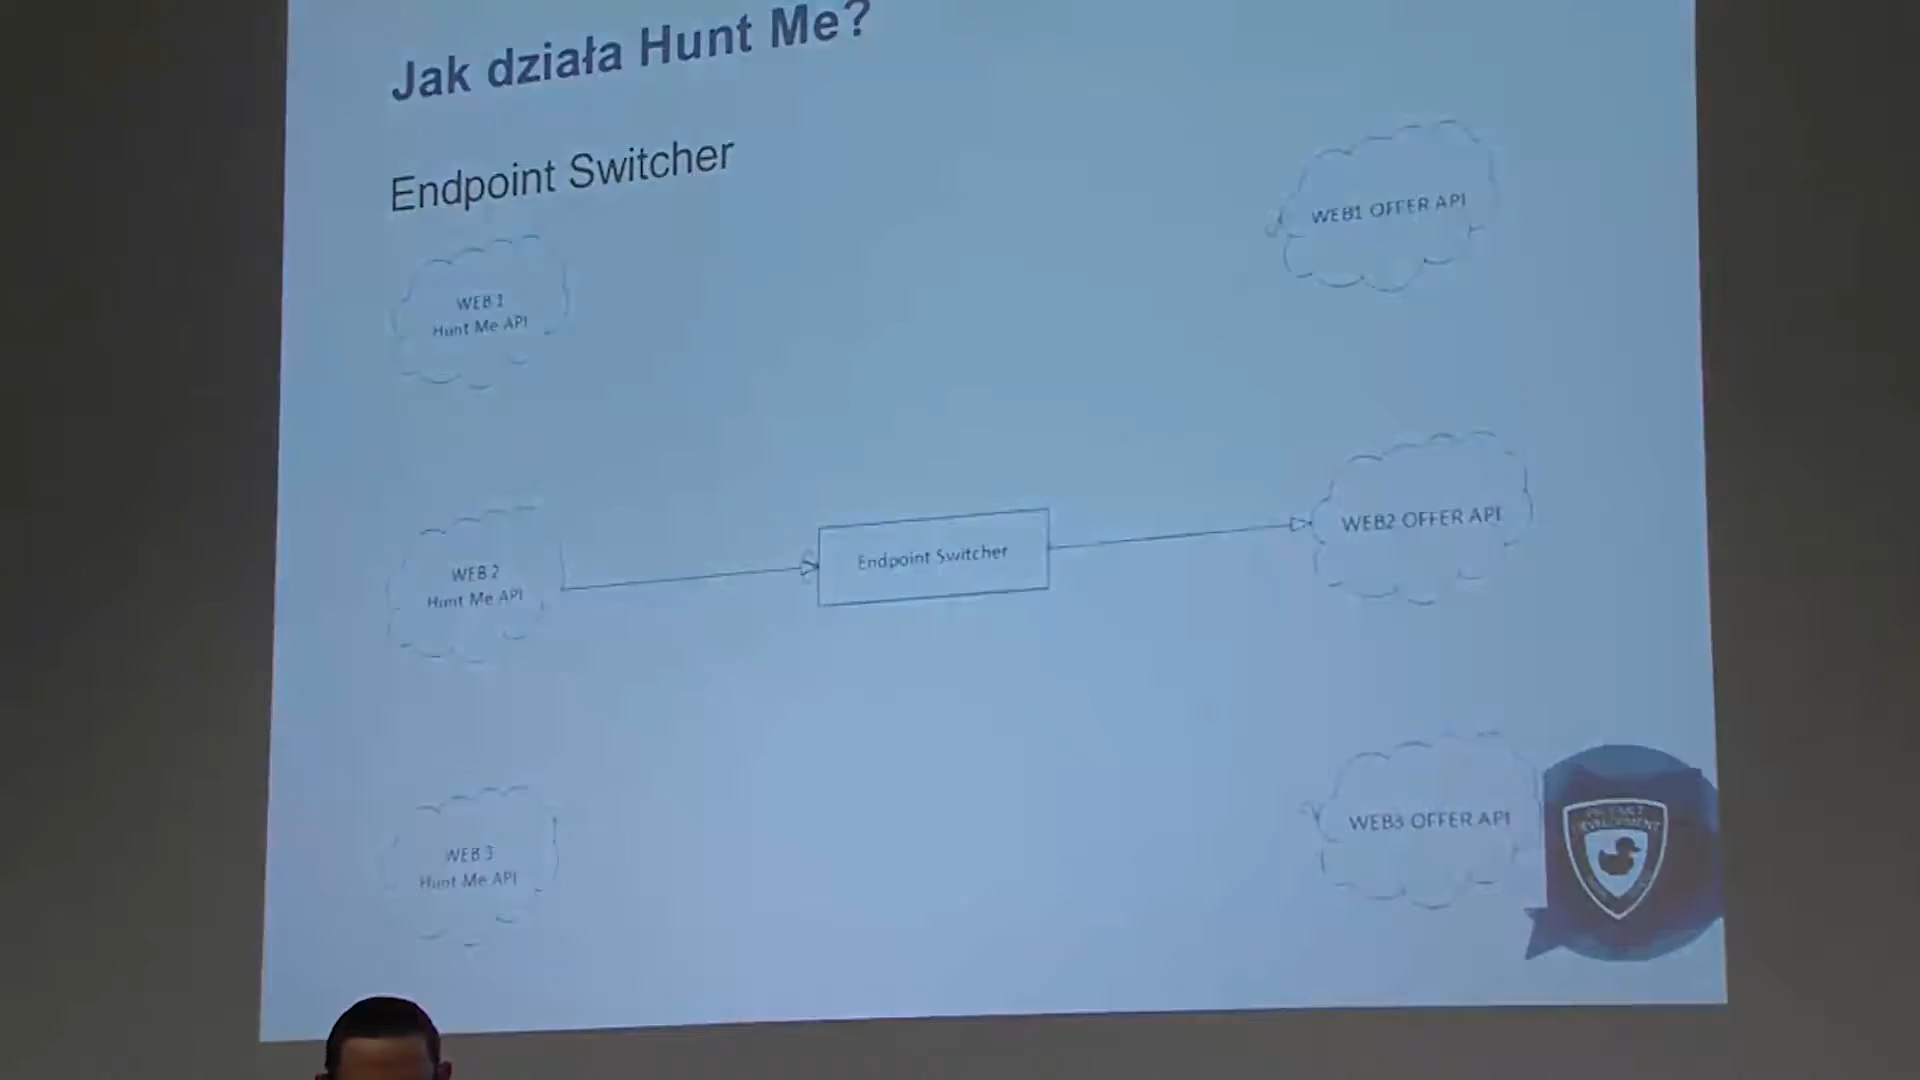 Jak działa Hunt Me?
Endpoint Switcher
WEB 1
Hunt Me API
WEB1 OFFER API
WEB 2
Hunt Me API
Endpoint Switcher
WEB2 OFFER API
WEB 3
Hunt Me API
WEB3 OFFER API
DEVELOPMENT